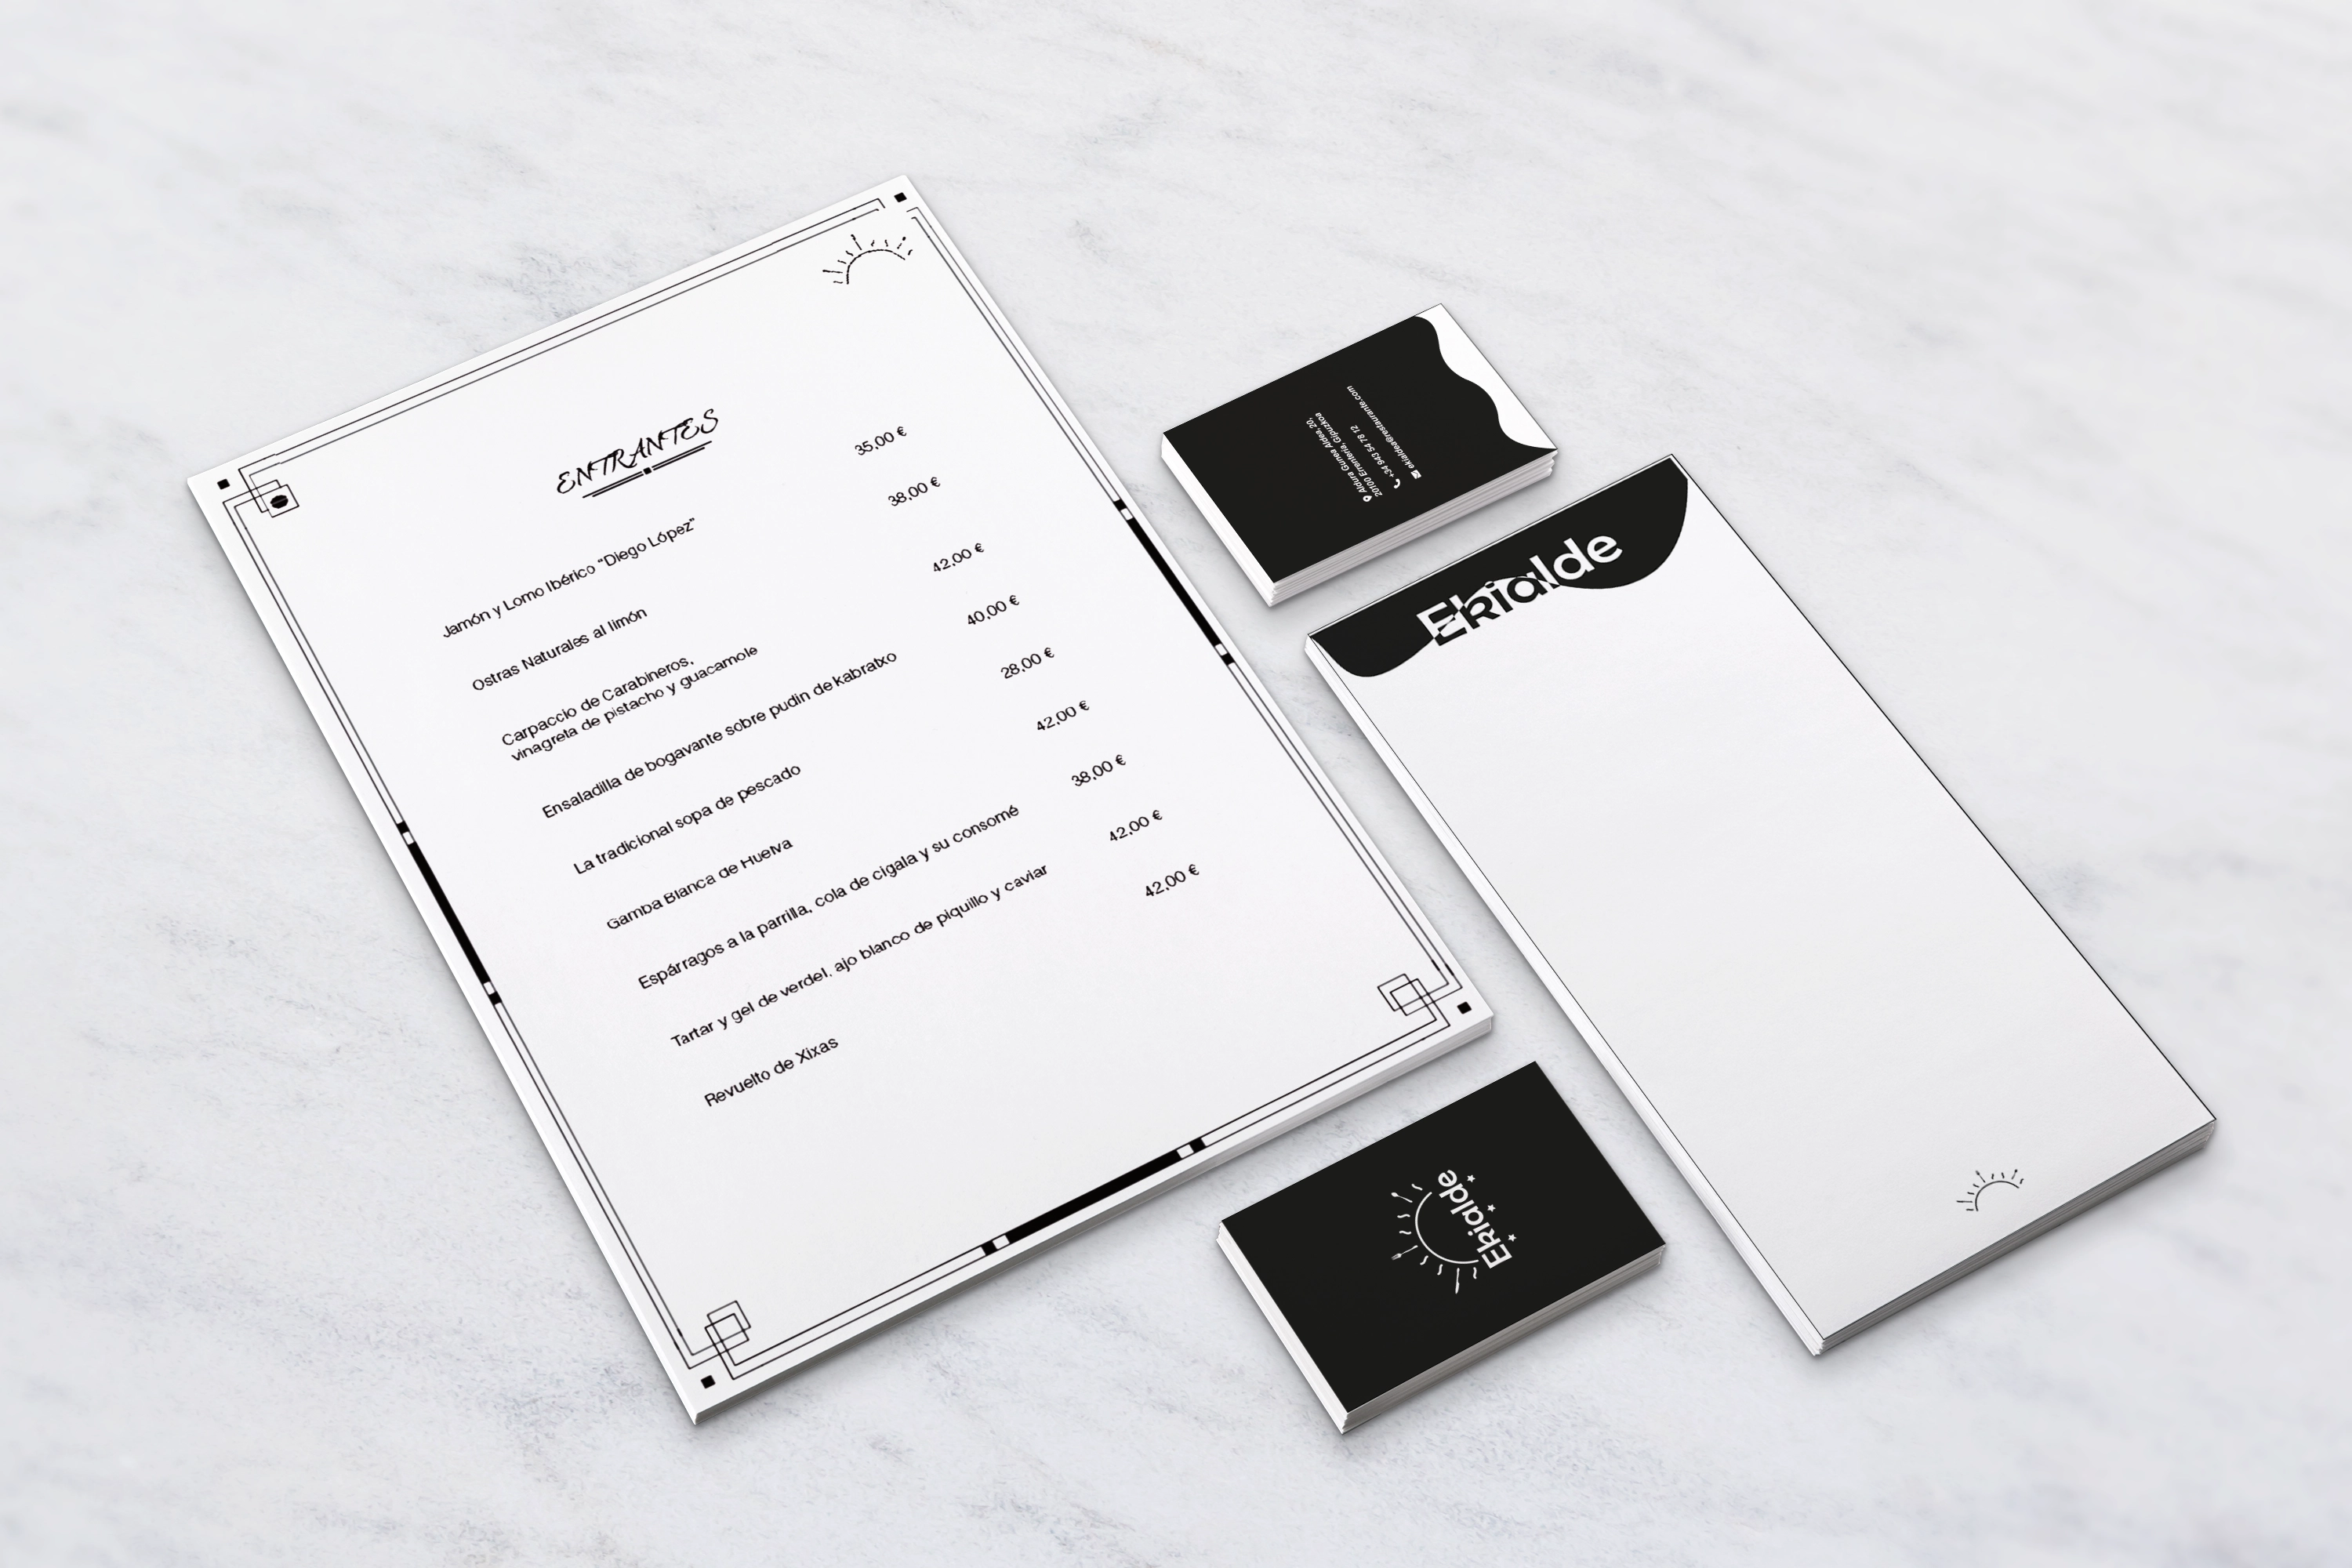 ENTRANTES
Jamón y Lomo Ibérico "Diego López" 35,00 €
Ostras Naturales al limón 38,00 €
Carpaccio de Carabineros, 42,00 €
vinagreta de pistacho y guacamole
Ensaladilla de bogavante sobre pudin de kabratxo 40,00 €
La tradicional sopa de pescado 28,00 €
Gamba Blanca de Huelva 42,00 €
Espárragos a la parrilla, cola de cigala y su consomé 38,00 €
Tartar y gel de verdel, ajo blanco de piquillo y caviar 42,00 €
Revuelto de Xixas 42,00 €
Aldura Gunea Aldea, 20,
20100 Errenteria, Gipuzkoa
+34 943 54 78 12
ekialdea@restaurante.com
Ekialde
Ekialde